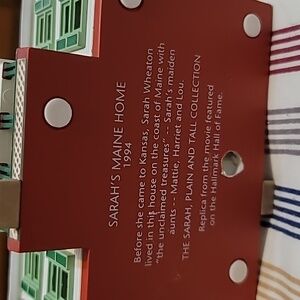 SARAH'S MAINE HOME
1994
Before she came to Kansas, Sarah Wheaton
lived in this house on the coast of Maine with
"the unclaimed treasures" -- Sarah's maiden
aunts -- Mattie, Harriet and Lou.
THE SARAH, PLAIN AND TALL COLLECTION
Replica from the movie featured
on the Hallmark Hall of Fame.